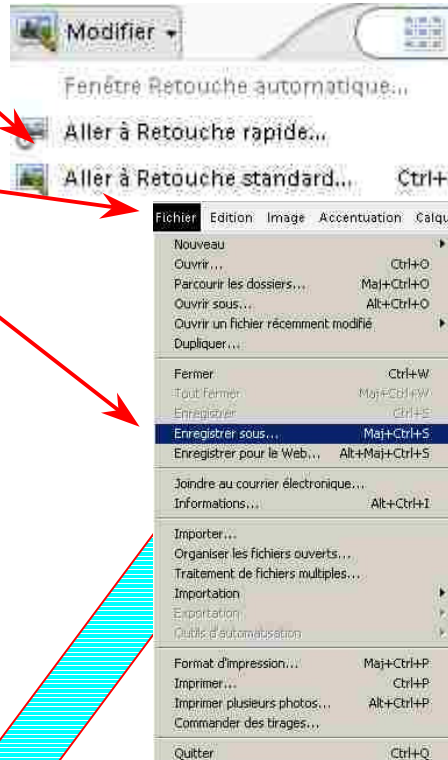 Modifier
Fenêtre Retouche automatique...
Aller à Retouche rapide...
Aller à Retouche standard... Ctrl+
Fichier Edition Image Accentuation Calqu
Nouveau
Ouvrir... Ctrl+O
Parcourir les dossiers... Maj+Ctrl+O
Ouvrir sous... Alt+Ctrl+O
Ouvrir un fichier récemment modifié
Dupliquer...
Fermer Ctrl+W
Tout fermer Maj+Ctrl+W
Enregistrer Ctrl+S
Enregistrer sous... Maj+Ctrl+S
Enregistrer pour le Web... Alt+Maj+Ctrl+S
Joindre au courrier électronique...
Informations... Alt+Ctrl+I
Importer...
Organiser les fichiers ouverts...
Traitement de fichiers multiples...
Importation
Exportation
Outils d'automatisation
Format d'impression... Maj+Ctrl+P
Imprimer... Ctrl+P
Imprimer plusieurs photos... Alt+Ctrl+P
Commander des tirages...
Quitter Ctrl+Q